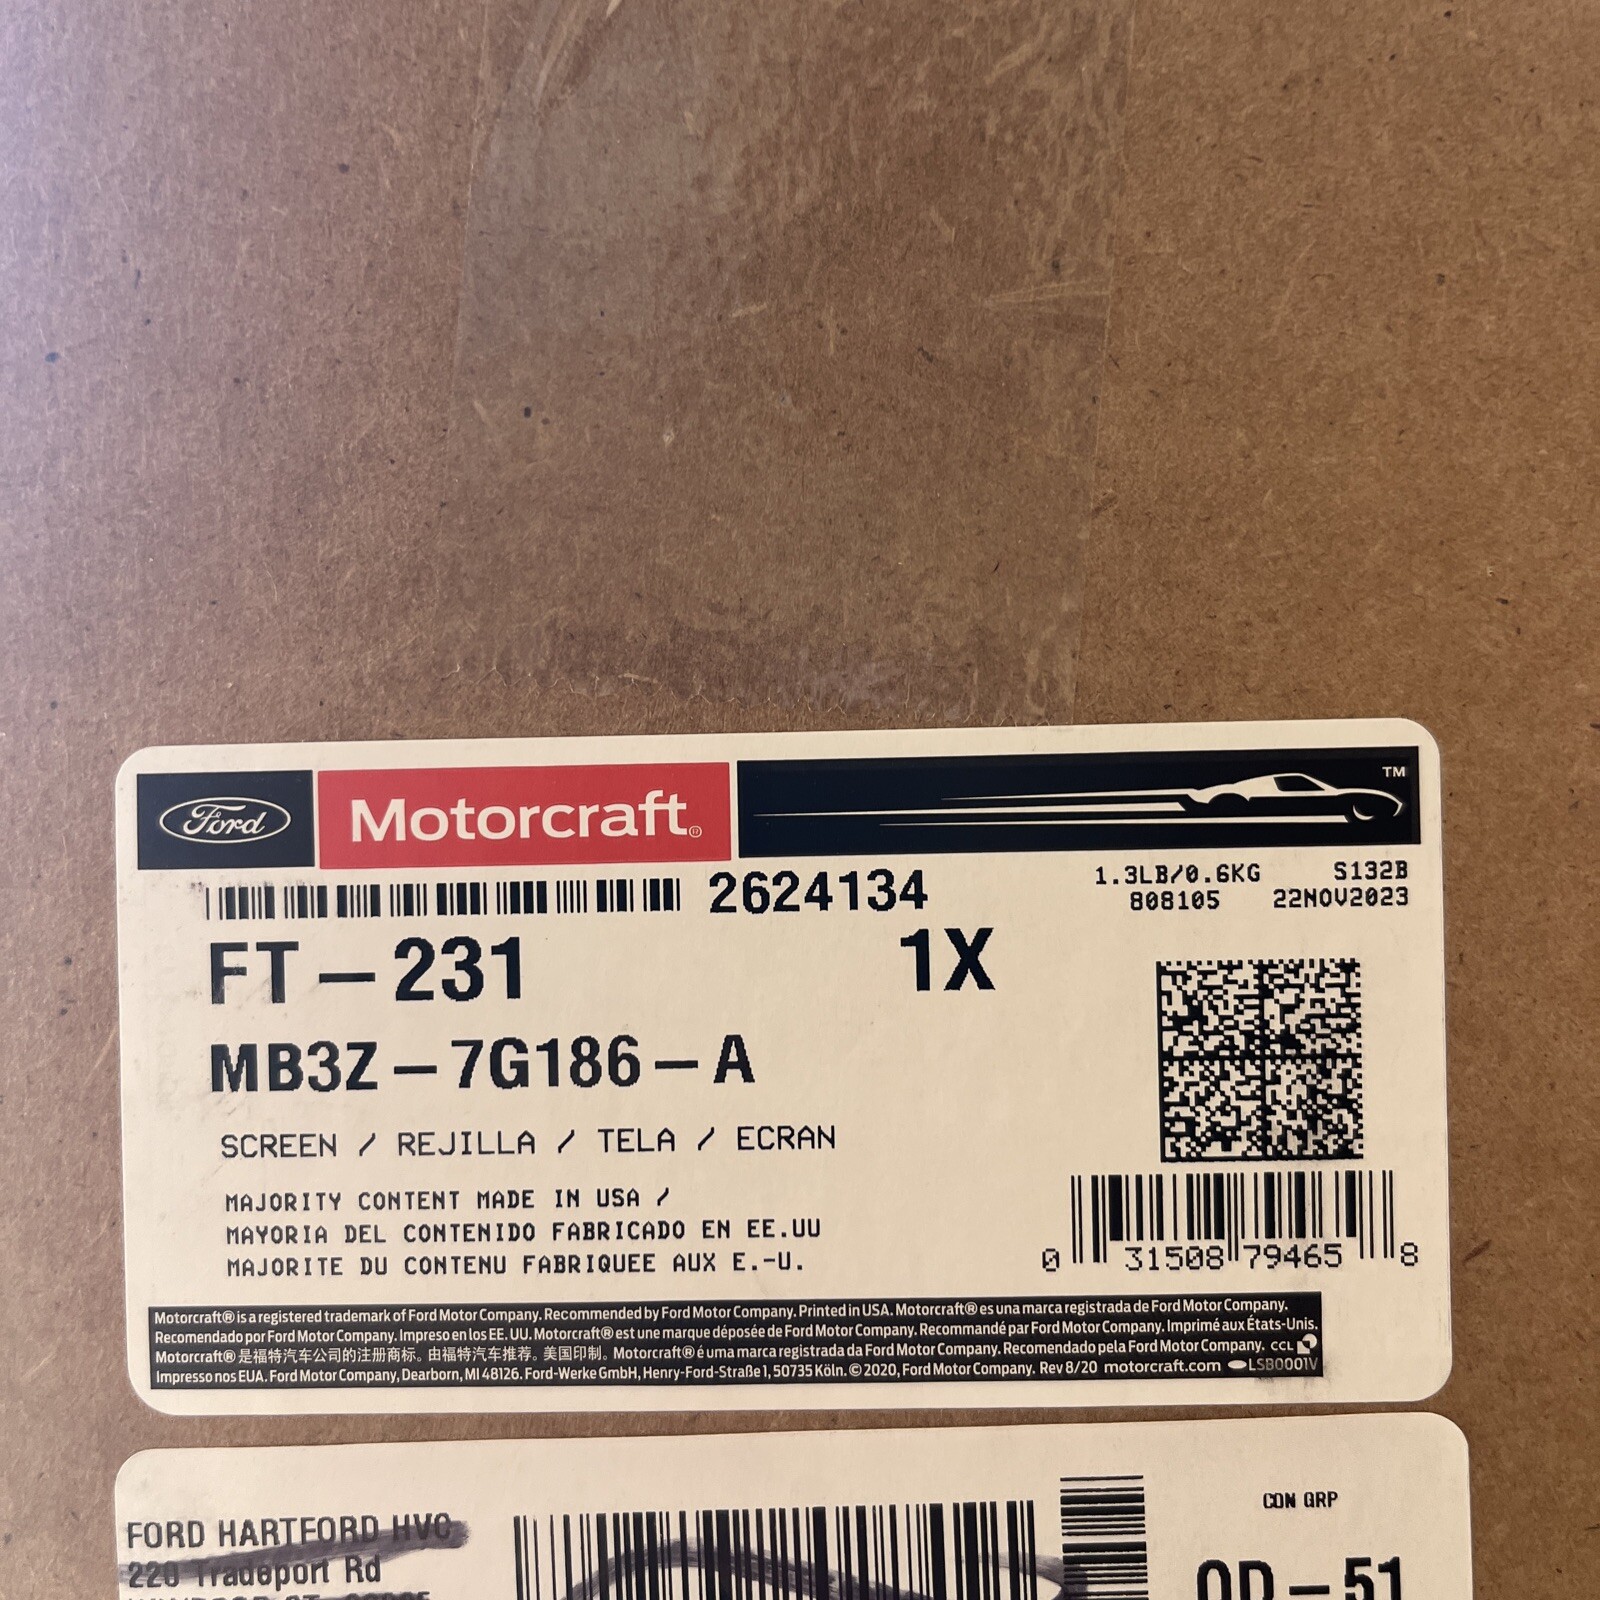 Ford Motorcraft® TM
2624134 1.3LB/0.6KG S132B
808105 22NOV2023
FT-231 1X
MB3Z-7G186-A
SCREEN / REJILLA / TELA / ECRAN
MAJORITY CONTENT MADE IN USA /
MAYORIA DEL CONTENIDO FABRICADO EN EE.UU
MAJORITE DU CONTENU FABRIQUEE AUX E.-U.
0 31508 79465 8
Motorcraft® is a registered trademark of Ford Motor Company. Recommended by Ford Motor Company. Printed in USA. Motorcraft® es una marca registrada de Ford Motor Company.
Recomendado por Ford Motor Company. Impreso en los EE. UU. Motorcraft® est une marque déposée de Ford Motor Company. Recommandé par Ford Motor Company. Imprimé aux États-Unis.
Motorcraft® 是福特汽车公司的注册商标。由福特汽车推荐。美国印制。Motorcraft® é uma marca registrada da Ford Motor Company. Recomendado pela Ford Motor Company. CCL
Impresso nos EUA. Ford Motor Company, Dearborn, MI 48126. Ford-Werke GmbH, Henry-Ford-Straße 1, 50735 Köln. © 2020, Ford Motor Company. Rev 8/20 motorcraft.com LSB0001V
CDN GRP
FORD HARTFORD HVC
220 Tradeport Rd
51